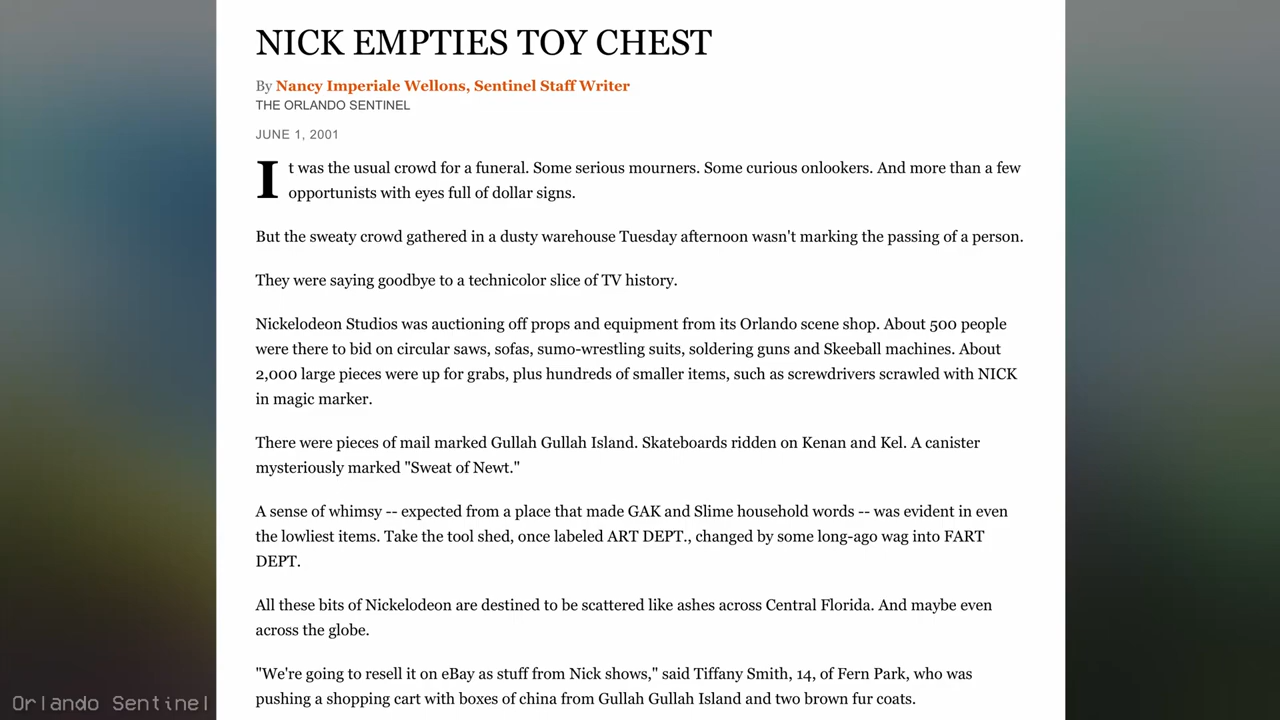 NICK EMPTIES TOY CHEST
By Nancy Imperiale Wellons, Sentinel Staff Writer
THE ORLANDO SENTINEL
JUNE 1, 2001
It was the usual crowd for a funeral. Some serious mourners. Some curious onlookers. And more than a few
opportunists with eyes full of dollar signs.
But the sweaty crowd gathered in a dusty warehouse Tuesday afternoon wasn't marking the passing of a person.
They were saying goodbye to a technicolor slice of TV history.
Nickelodeon Studios was auctioning off props and equipment from its Orlando scene shop. About 500 people
were there to bid on circular saws, sofas, sumo-wrestling suits, soldering guns and Skeeball machines. About
2,000 large pieces were up for grabs, plus hundreds of smaller items, such as screwdrivers scrawled with NICK
in magic marker.
There were pieces of mail marked Gullah Gullah Island. Skateboards ridden on Kenan and Kel. A canister
mysteriously marked "Sweat of Newt."
A sense of whimsy -- expected from a place that made GAK and Slime household words -- was evident in even
the lowliest items. Take the tool shed, once labeled ART DEPT., changed by some long-ago wag into FART
DEPT.
All these bits of Nickelodeon are destined to be scattered like ashes across Central Florida. And maybe even
across the globe.
"We're going to resell it on eBay as stuff from Nick shows," said Tiffany Smith, 14, of Fern Park, who was
pushing a shopping cart with boxes of china from Gullah Gullah Island and two brown fur coats.
Orlando Sentinel